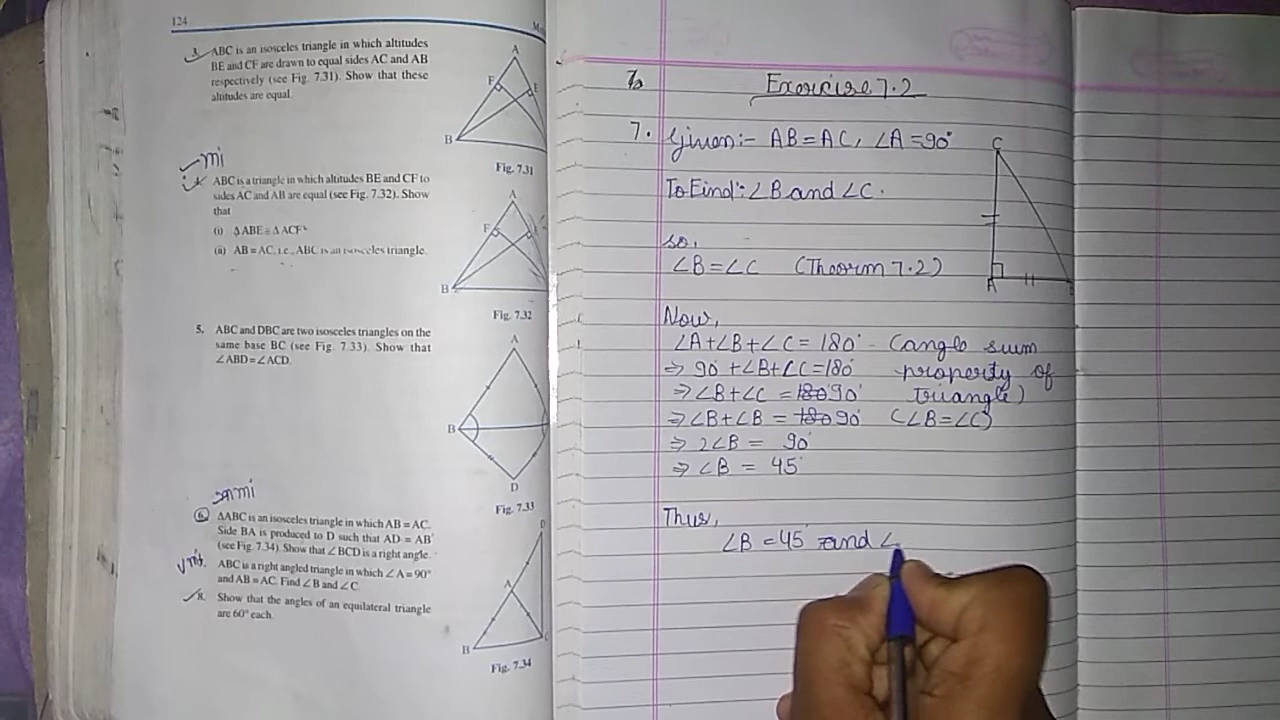 124
3. ABC is an isosceles triangle in which altitudes
BE and CF are drawn to equal sides AC and AB
respectively (see Fig. 7.31). Show that these
altitudes are equal.
A
F
E
B
Fig. 7.31
mi
ABC is a triangle in which altitudes BE and CF to
sides AC and AB are equal (see Fig. 7.32). Show
that
(i) ΔABE ≅ ΔACF
(ii) AB = AC, i.e., ABC is an isosceles triangle.
A
F
E
B
Fig. 7.32
5. ABC and DBC are two isosceles triangles on the
same base BC (see Fig. 7.33). Show that
∠ABD = ∠ACD.
A
B
D
Fig. 7.33
6. ΔABC is an isosceles triangle in which AB = AC.
Side BA is produced to D such that AD = AB
(see Fig. 7.34). Show that ∠BCD is a right angle.
ABC is a right angled triangle in which ∠A = 90°
and AB = AC. Find ∠B and ∠C.
8. Show that the angles of an equilateral triangle
are 60° each.
D
A
B
C
Fig. 7.34
Exercise 7.2
7. Given:- AB = AC, ∠A = 90°
To Find:- ∠B and ∠C.
so,
∠B = ∠C (Theorm 7.2)
C
A
Now,
∠A+∠B+∠C = 180° (angle sum
⇒ 90° +∠B+∠C = 180° property of
⇒ ∠B+∠C = 180° 90° triangle)
⇒ ∠B+∠B = 180 90° (∠B=∠C)
⇒ 2∠B = 90°
⇒ ∠B = 45°
Thus,
∠B = 45° and ∠